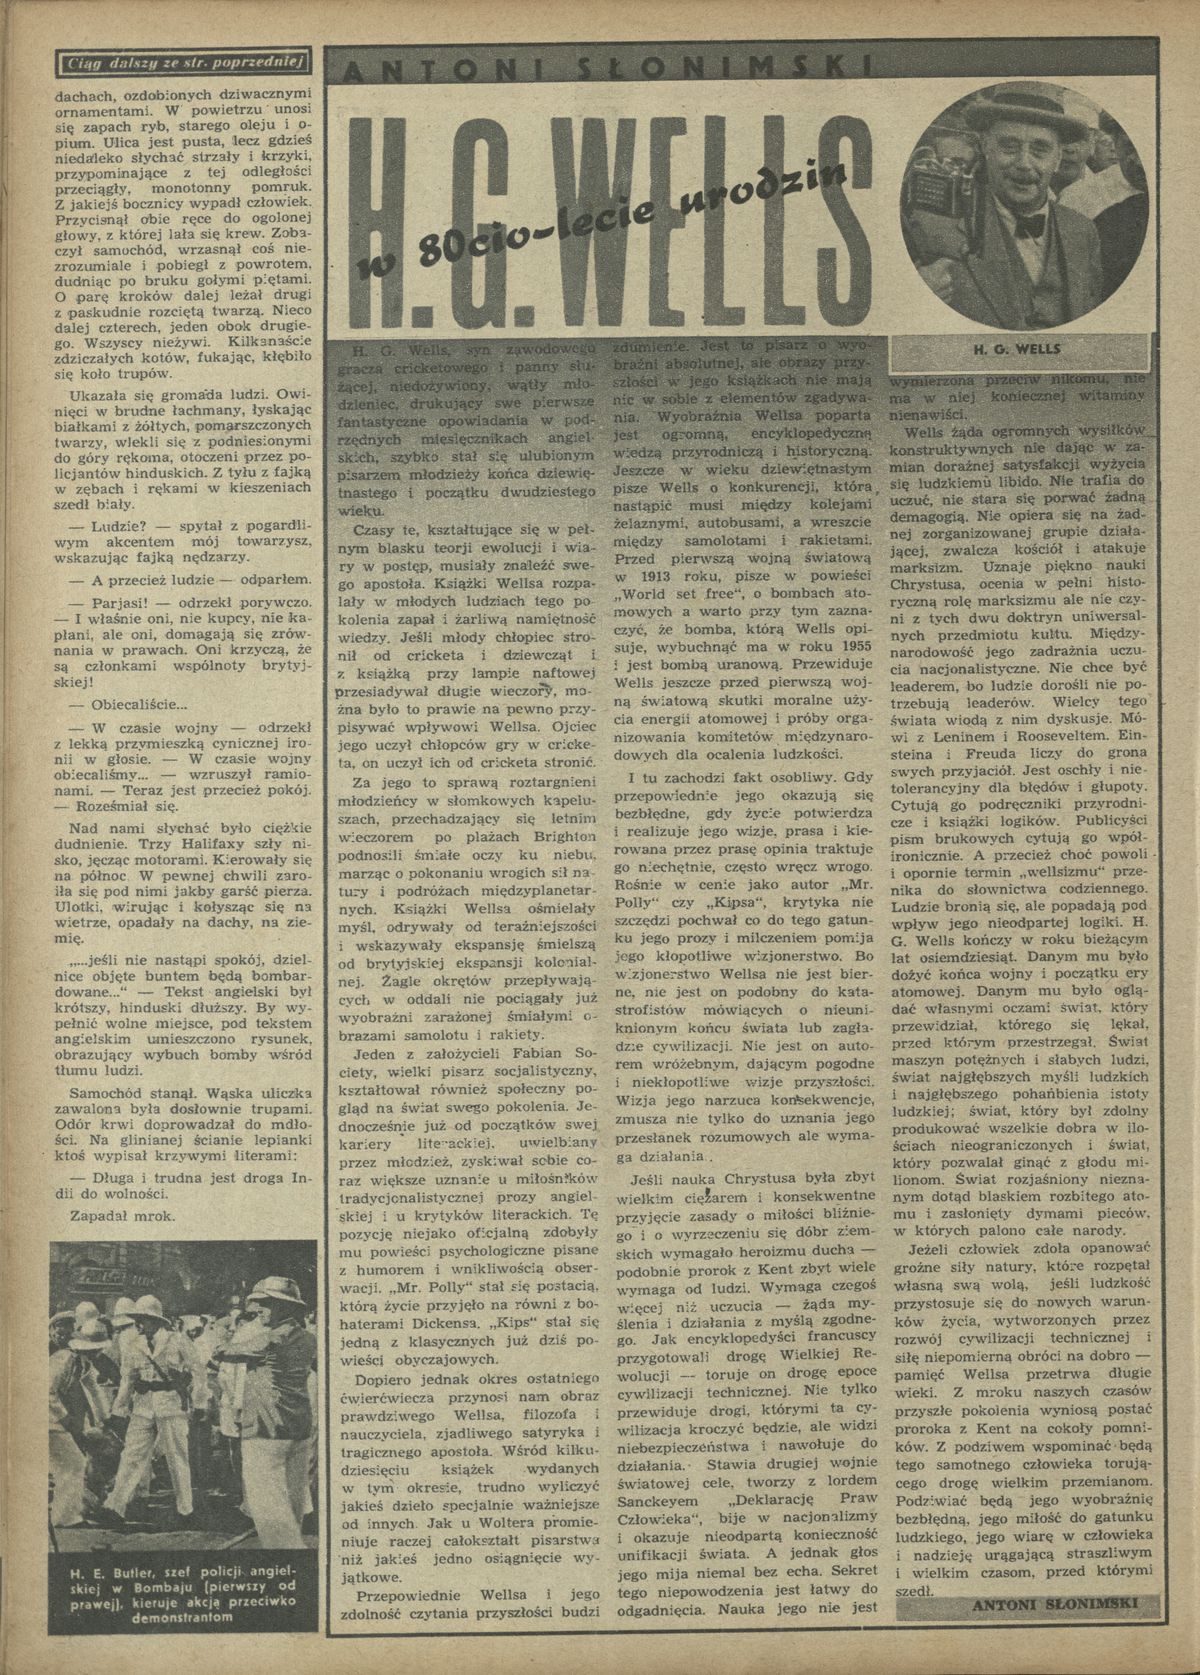 Ciąg dalszy ze str. poprzedniej
dachach, ozdobionych dziwacznymi
ornamentami. W powietrzu unosi
się zapach ryb, starego oleju i o-
pium. Ulica jest pusta, lecz gdzieś
niedaleko słychać strzały i krzyki,
przypominające z tej odległości
przeciągły, monotonny pomruk.
Z jakiejś bocznicy wypadł człowiek.
Przycisnął obie ręce do ogolonej
głowy, z której lała się krew. Zoba-
czył samochód, wrzasnął coś nie-
zrozumiale i pobiegł z powrotem,
dudniąc po bruku gołymi piętami.
O parę kroków dalej leżał drugi
z paskudnie rozciętą twarzą. Nieco
dalej czterech, jeden obok drugie-
go. Wszyscy nieżywi. Kilkanaście
zdziczałych kotów, fukając, kłębiło
się koło trupów.
Ukazała się gromada ludzi. Owi-
nięci w brudne łachmany, łyskając
białkami z żółtych, pomarszczonych
twarzy, wlekli się z podniesionymi
do góry rękoma, otoczeni przez po-
licjantów hinduskich. Z tyłu z fajką
w zębach i rękami w kieszeniach
szedł biały.
— Ludzie? — spytał z pogardli-
wym akcentem mój towarzysz,
wskazując fajką nędzarzy.
— A przecież ludzie — odparłem.
— Parjasi! — odrzekł porywczo.
— I właśnie oni, nie kupcy, nie ka-
płani, ale oni, domagają się zrów-
nania w prawach. Oni krzyczą, że
są członkami wspólnoty brytyj-
skiej!
— Obiecaliście...
— W czasie wojny — odrzekł
z lekką przymieszką cynicznej iro-
nii w głosie. — W czasie wojny
obiecaliśmy... — wzruszył ramio-
nami. — Teraz jest przecież pokój.
— Roześmiał się.
Nad nami słychać było ciężkie
dudnienie. Trzy Halifaxy szły ni-
sko, jęcząc motorami. Kierowały się
na północ. W pewnej chwili zaro-
iła się pod nimi jakby garść pierza.
Ulotki, wirując i kołysząc się na
wietrze, opadały na dachy, na zie-
mię.
„...jeśli nie nastąpi spokój, dziel-
nice objęte buntem będą bombar-
dowane...“ — Tekst angielski był
krótszy, hinduski dłuższy. By wy-
pełnić wolne miejsce, pod tekstem
angielskim umieszczono rysunek,
obrazujący wybuch bomby wśród
tłumu ludzi.
Samochód stanął. Wąska uliczka
zawalona była dosłownie trupami.
Odór krwi doprowadzał do mdło-
ści. Na glinianej ścianie lepianki
ktoś wypisał krzywymi literami:
— Długa i trudna jest droga In-
dii do wolności.
Zapadał mrok.
H. E. Butler, szef policji angiel-
skiej w Bombaju (pierwszy od
prawej), kieruje akcją przeciwko
demonstrantom
ANTONI SŁONIMSKI
H.G.WELLS
w 80cio-lecie urodzin
H. G. WELLS
H. G. Wells, syn zawodowego
gracza cricketowego i panny słu-
żącej, niedożywiony, wątły mło-
dzieniec, drukujący swe pierwsze
fantastyczne opowiadania w pod-
rzędnych miesięcznikach angiel-
skich, szybko stał się ulubionym
pisarzem młodzieży końca dziewię-
tnastego i początku dwudziestego
wieku.
Czasy te, kształtujące się w peł-
nym blasku teorji ewolucji i wia-
ry w postęp, musiały znaleźć swe-
go apostoła. Książki Wellsa rozpa-
lały w młodych ludziach tego po-
kolenia zapał i żarliwą namiętność
wiedzy. Jeśli młody chłopiec stro-
nił od cricketa i dziewcząt i
z książką przy lampie naftowej
przesiadywał długie wieczory, mo-
żna było to prawie na pewno przy-
pisywać wpływowi Wellsa. Ojciec
jego uczył chłopców gry w cricke-
ta, on uczył ich od cricketa stronić.
Za jego to sprawą roztargnieni
młodzieńcy w słomkowych kapelu-
szach, przechadzający się letnim
wieczorem po plażach Brighton
podnosili śmiałe oczy ku niebu,
marząc o pokonaniu wrogich sił na-
tury i podróżach międzyplanetar-
nych. Książki Wellsa ośmielały
myśl, odrywały od teraźniejszości
i wskazywały ekspansję śmielszą
od brytyjskiej ekspansji kolonial-
nej. Żagle okrętów przepływają-
cych w oddali nie pociągały już
wyobraźni zarażonej śmiałymi o-
brazami samolotu i rakiety.
Jeden z założycieli Fabian So-
ciety, wielki pisarz socjalistyczny,
kształtował również społeczny po-
gląd na świat swego pokolenia. Je-
dnocześnie już od początków swej
kariery literackiej, uwielbiany
przez młodzież, zyskiwał sobie co-
raz większe uznanie u miłośników
tradycjonalistycznej prozy angiel-
skiej i u krytyków literackich. Tę
pozycję niejako oficjalną zdobyły
mu powieści psychologiczne pisane
z humorem i wnikliwością obser-
wacji. „Mr. Polly“ stał się postacią,
którą życie przyjęło na równi z bo-
haterami Dickensa. „Kips“ stał się
jedną z klasycznych już dziś po-
wieści obyczajowych.
Dopiero jednak okres ostatniego
ćwierćwiecza przynosi nam obraz
prawdziwego Wellsa, filozofa i
nauczyciela, zjadliwego satyryka i
tragicznego apostoła. Wśród kilku-
dziesięciu książek wydanych
w tym okresie, trudno wyliczyć
jakieś dzieło specjalnie ważniejsze
od innych. Jak u Woltera promie-
niuje raczej całokształt pisarstwa
niż jakieś jedno osiągnięcie wy-
jątkowe.
Przepowiednie Wellsa i jego
zdolność czytania przyszłości budzi
zdumienie. Jest to pisarz o wyo-
braźni absolutnej, ale obrazy przy-
szłości w jego książkach nie mają
nic w sobie z elementów zgadywa-
nia. Wyobraźnia Wellsa poparta
jest ogromną, encyklopedyczną
wiedzą przyrodniczą i historyczną.
Jeszcze w wieku dziewiętnastym
pisze Wells o konkurencji, która
nastąpić musi między kolejami
żelaznymi, autobusami, a wreszcie
między samolotami i rakietami.
Przed pierwszą wojną światową
w 1913 roku, pisze w powieści
„World set free“, o bombach ato-
mowych a warto przy tym zazna-
czyć, że bomba, którą Wells opi-
suje, wybuchnąć ma w roku 1955
i jest bombą uranową. Przewiduje
Wells jeszcze przed pierwszą woj-
ną światową skutki moralne uży-
cia energii atomowej i próby orga-
nizowania komitetów międzynaro-
dowych dla ocalenia ludzkości.
I tu zachodzi fakt osobliwy. Gdy
przepowiednie jego okazują się
bezbłędne, gdy życie potwierdza
i realizuje jego wizje, prasa i kie-
rowana przez prasę opinia traktuje
go niechętnie, często wręcz wrogo.
Rośnie w cenie jako autor „Mr.
Polly“ czy „Kipsa“, krytyka nie
szczędzi pochwał co do tego gatun-
ku jego prozy i milczeniem pomija
jego kłopotliwe wizjonerstwo. Bo
wizjonerstwo Wellsa nie jest bier-
ne, nie jest on podobny do kata-
strofistów mówiących o nieuni-
knionym końcu świata lub zagła-
dzie cywilizacji. Nie jest on auto-
rem wróżebnym, dającym pogodne
i niekłopotliwe wizje przyszłości.
Wizja jego narzuca konsekwencje,
zmusza nie tylko do uznania jego
przesłanek rozumowych ale wyma-
ga działania.
Jeśli nauka Chrystusa była zbyt
wielkim ciężarem i konsekwentne
przyjęcie zasady o miłości bliźnie-
go i o wyrzeczeniu się dóbr ziem-
skich wymagało heroizmu ducha —
podobnie prorok z Kent zbyt wiele
wymaga od ludzi. Wymaga czegoś
więcej niż uczucia — żąda my-
ślenia i działania z myślą zgodne-
go. Jak encyklopedyści francuscy
przygotowali drogę Wielkiej Re-
wolucji — toruje on drogę epoce
cywilizacji technicznej. Nie tylko
przewiduje drogi, którymi ta cy-
wilizacja kroczyć będzie, ale widzi
niebezpieczeństwa i nawołuje do
działania. Stawia drugiej wojnie
światowej cele, tworzy z lordem
Sanckeyem „Deklarację Praw
Człowieka“, bije w nacjonalizmy
i okazuje nieodpartą konieczność
unifikacji świata. A jednak głos
jego mija niemal bez echa. Sekret
tego niepowodzenia jest łatwy do
odgadnięcia. Nauka jego nie jest
wymierzona przeciw nikomu, nie
ma w niej koniecznej witaminy
nienawiści.
Wells żąda ogromnych wysiłków
konstruktywnych nie dając w za-
mian doraźnej satysfakcji wyżycia
się ludzkiemu libido. Nie trafia do
uczuć, nie stara się porwać żadną
demagogią. Nie opiera się na żad-
nej zorganizowanej grupie działa-
jącej, zwalcza kościół i atakuje
marksizm. Uznaje piękno nauki
Chrystusa, ocenia w pełni histo-
ryczną rolę marksizmu ale nie czy-
ni z tych dwu doktryn uniwersal-
nych przedmiotu kultu. Między-
narodowość jego zadrażnia uczu-
cia nacjonalistyczne. Nie chce być
leaderem, bo ludzie dorośli nie po-
trzebują leaderów. Wielcy tego
świata wiodą z nim dyskusje. Mó-
wi z Leninem i Rooseveltem. Ein-
steina i Freuda liczy do grona
swych przyjaciół. Jest oschły i nie-
tolerancyjny dla błędów i głupoty.
Cytują go podręczniki przyrodni-
cze i książki logików. Publicyści
pism brukowych cytują go wpół-
ironicznie. A przecież choć powoli
i opornie termin „wellsizmu“ prze-
nika do słownictwa codziennego.
Ludzie bronią się, ale popadają pod
wpływ jego nieodpartej logiki. H.
G. Wells kończy w roku bieżącym
lat osiemdziesiąt. Danym mu było
dożyć końca wojny i początku ery
atomowej. Danym mu było oglą-
dać własnymi oczami świat, który
przewidział, którego się lękał,
przed którym przestrzegał. Świat
maszyn potężnych i słabych ludzi,
świat najgłębszych myśli ludzkich
i najgłębszego pohańbienia istoty
ludzkiej; świat, który był zdolny
produkować wszelkie dobra w ilo-
ściach nieograniczonych i świat,
który pozwalał ginąć z głodu mi-
lionom. Świat rozjaśniony niezna-
nym dotąd blaskiem rozbitego ato-
mu i zasłonięty dymami pieców,
w których palono całe narody.
Jeżeli człowiek zdoła opanować
groźne siły natury, które rozpętał
własną swą wolą, jeśli ludzkość
przystosuje się do nowych warun-
ków życia, wytworzonych przez
rozwój cywilizacji technicznej i
siłę niepomierną obróci na dobro —
pamięć Wellsa przetrwa długie
wieki. Z mroku naszych czasów
przyszłe pokolenia wyniosą postać
proroka z Kent na cokoły pomni-
ków. Z podziwem wspominać będą
tego samotnego człowieka torują-
cego drogę wielkim przemianom.
Podziwiać będą jego wyobraźnię
bezbłędną, jego miłość do gatunku
ludzkiego, jego wiarę w człowieka
i nadzieję urągającą straszliwym
i wielkim czasom, przed którymi
szedł.
ANTONI SŁONIMSKI